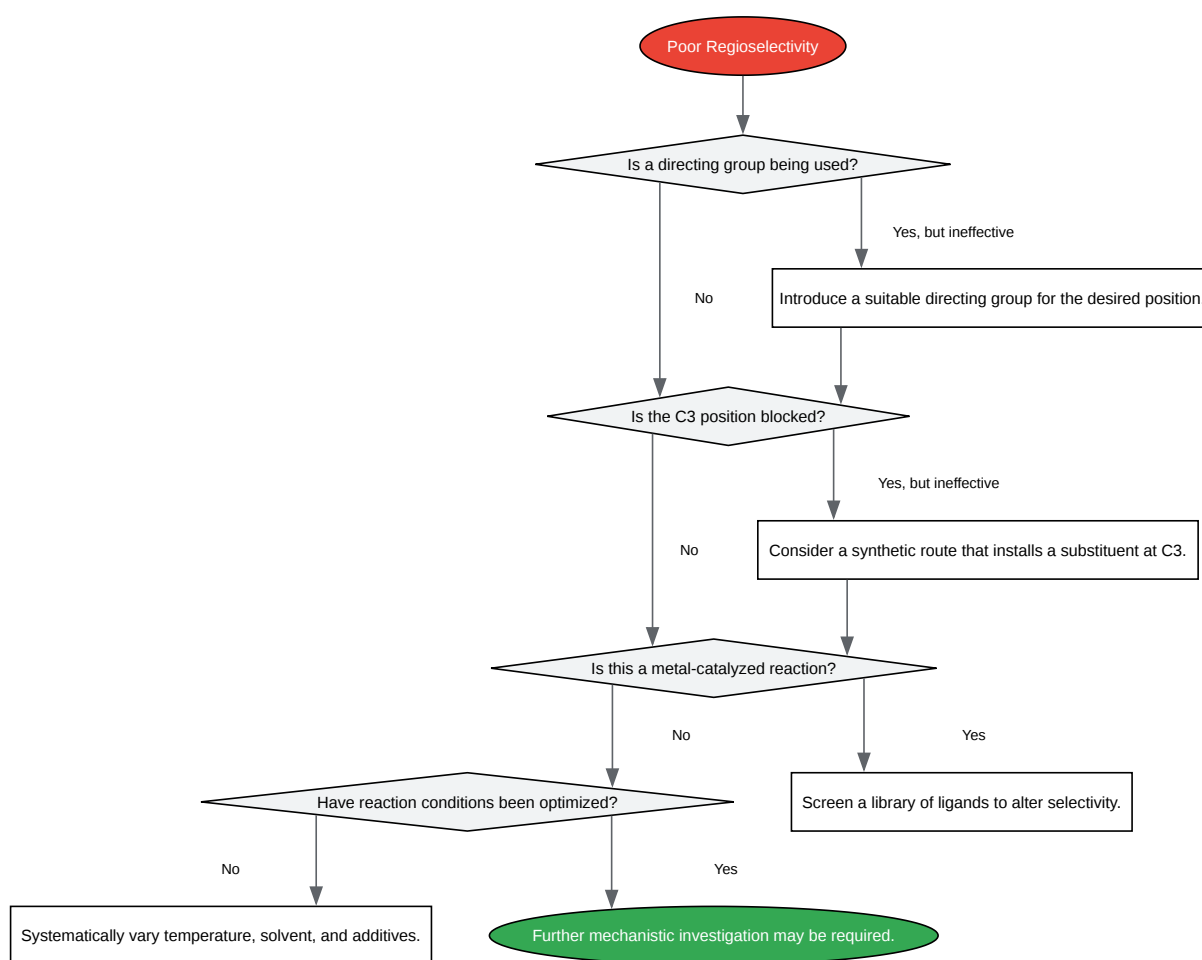 Poor Regioselectivity
Is a directing group being used?
Yes, but ineffective
No
Introduce a suitable directing group for the desired position
Is the C3 position blocked?
Yes, but ineffective
No
Consider a synthetic route that installs a substituent at C3.
Is this a metal-catalyzed reaction?
No
Yes
Have reaction conditions been optimized?
Screen a library of ligands to alter selectivity.
No
Yes
Systematically vary temperature, solvent, and additives.
Further mechanistic investigation may be required.